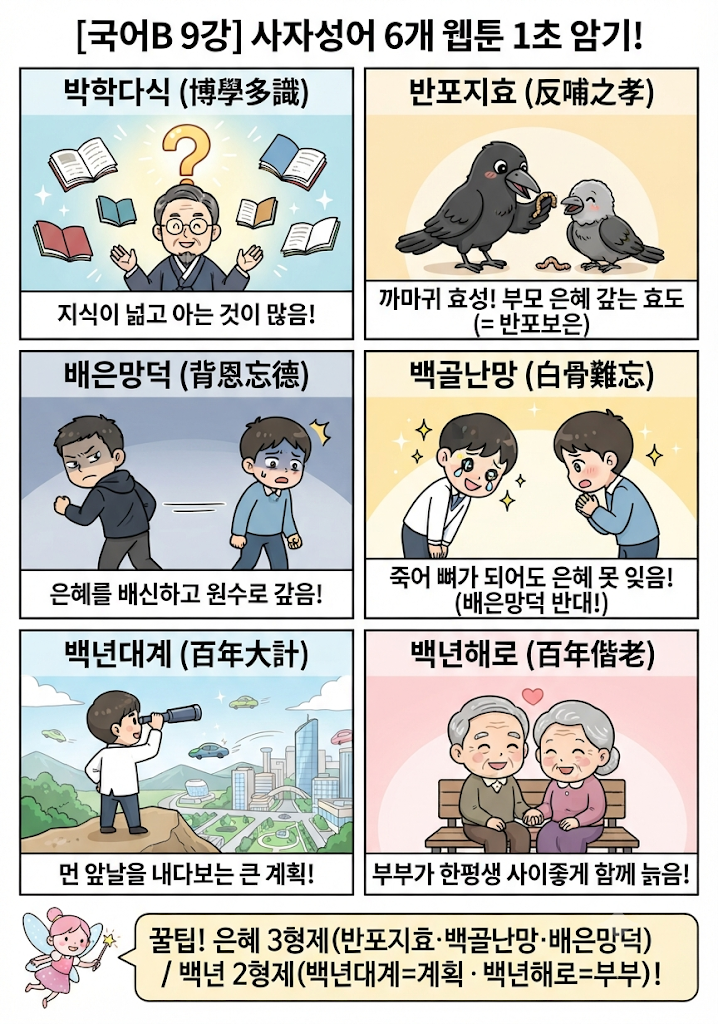 [국어B 9강] 사자성어 6개 웹툰 1초 암기!
박학다식 (博學多識)
?
지식이 넓고 아는 것이 많음!
반포지효 (反哺之孝)
까마귀 효성! 부모 은혜 갚는 효도
(= 반포보은)
배은망덕 (背恩忘德)
은혜를 배신하고 원수로 갚음!
백골난망 (白骨難忘)
죽어 뼈가 되어도 은혜 못 잊음!
(배은망덕 반대!)
백년대계 (百年大計)
먼 앞날을 내다보는 큰 계획!
백년해로 (百年偕老)
부부가 한평생 사이좋게 함께 늙음!
꿀팁! 은혜 3형제(반포지효·백골난망·배은망덕)
/ 백년 2형제(백년대계=계획 · 백년해로=부부)!